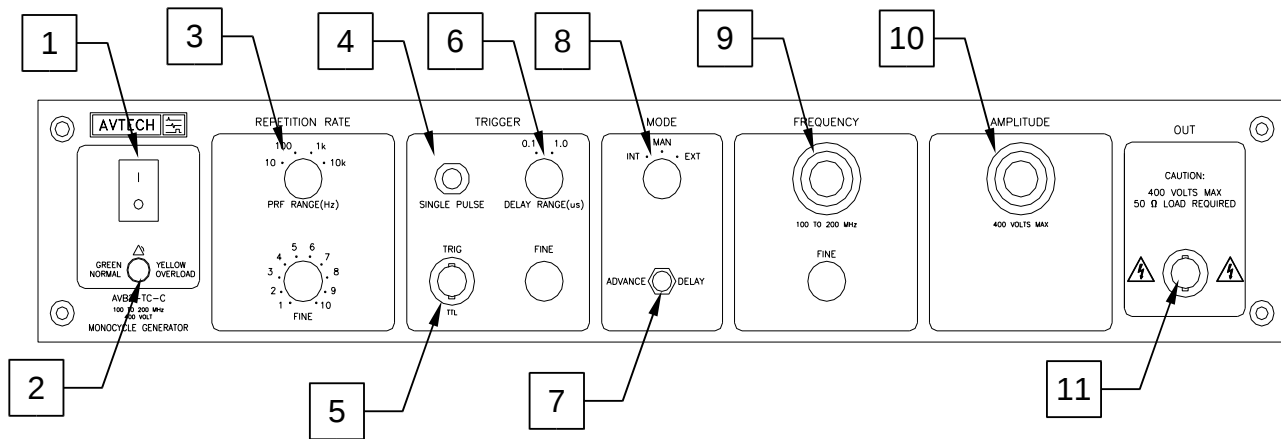 1
3
4
6
8
9
10
AVTECH
REPETITION RATE
TRIGGER
MODE
FREQUENCY
AMPLITUDE
OUT
I
O
GREEN NORMAL
YELLOW OVERLOAD
100 TO 200 MHz
400 VOLT
MONOCYCLE GENERATOR
10
100
1k
10k
PRF RANGE(Hz)
1
2
3
4
5
6
7
8
9
10
FINE
SINGLE PULSE
0.1
1.0
DELAY RANGE(us)
TRIG
TTL
FINE
INT
MAN
EXT
ADVANCE
DELAY
100 TO 200 MHz
FINE
400 VOLTS MAX
CAUTION:
400 VOLTS MAX
50 Ω LOAD REQUIRED
2
5
7
11